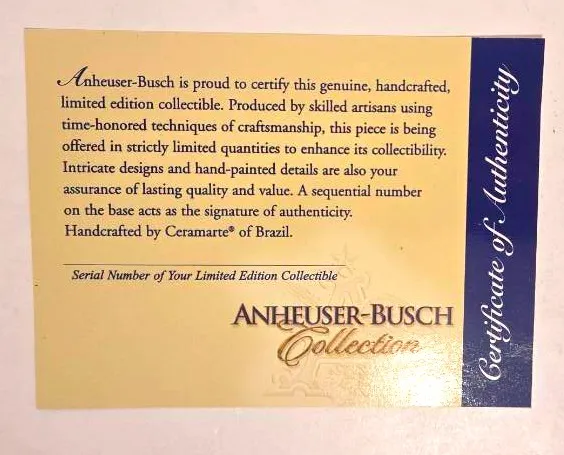 Anheuser-Busch is proud to certify this genuine, handcrafted,
limited edition collectible. Produced by skilled artisans using
time-honored techniques of craftsmanship, this piece is being
offered in strictly limited quantities to enhance its collectibility.
Intricate designs and hand-painted details are also your
assurance of lasting quality and value. A sequential number
on the base acts as the signature of authenticity.
Handcrafted by Ceramarte® of Brazil.
Serial Number of Your Limited Edition Collectible
ANHEUSER-BUSCH
Collection
Certificate of Authenticity